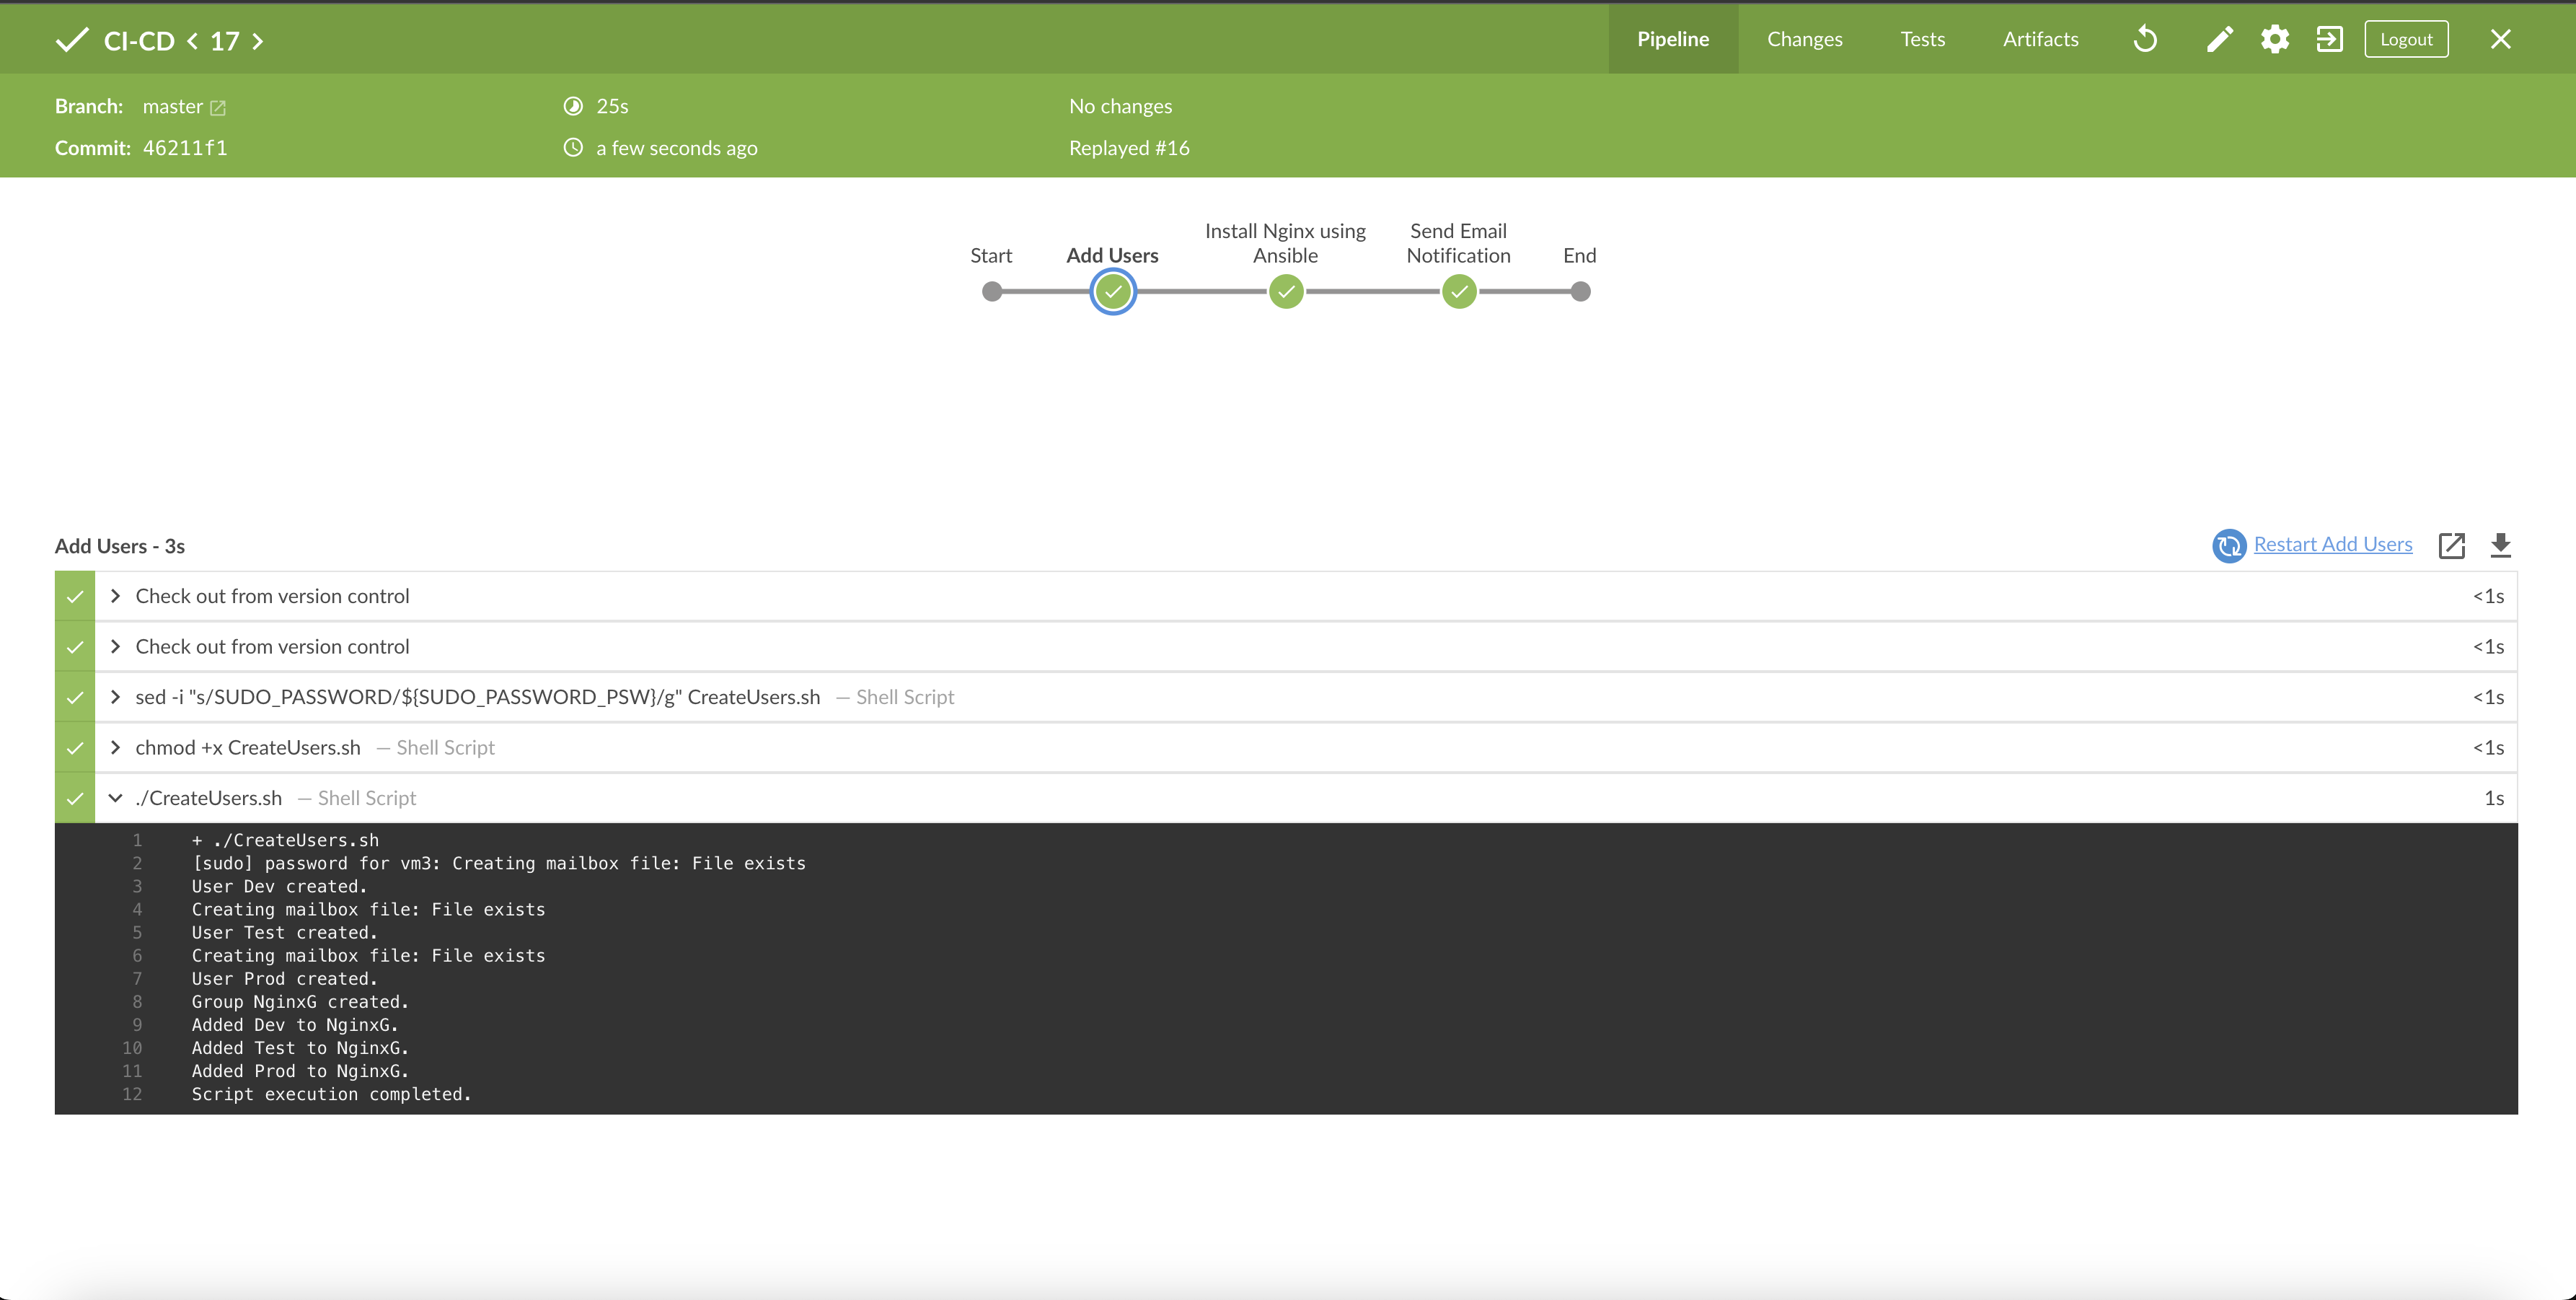 CI-CD < 17 >
Pipeline Changes Tests Artifacts Logout
Branch: master 25s No changes
Commit: 46211f1 a few seconds ago Replayed #16
Install Nginx using Send Email
Start Add Users Ansible Notification End
Add Users - 3s Restart Add Users
Check out from version control <1s
Check out from version control <1s
sed -i "s/SUDO_PASSWORD/${SUDO_PASSWORD_PSW}/g" CreateUsers.sh — Shell Script <1s
chmod +x CreateUsers.sh — Shell Script <1s
./CreateUsers.sh — Shell Script 1s
1 + ./CreateUsers.sh
2 [sudo] password for vm3: Creating mailbox file: File exists
3 User Dev created.
4 Creating mailbox file: File exists
5 User Test created.
6 Creating mailbox file: File exists
7 User Prod created.
8 Group NginxG created.
9 Added Dev to NginxG.
10 Added Test to NginxG.
11 Added Prod to NginxG.
12 Script execution completed.